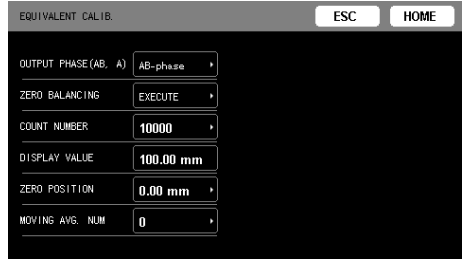 EQUIVALENT CALIB. ESC HOME
OUTPUT PHASE(AB, A) AB-phase
ZERO BALANCING EXECUTE
COUNT NUMBER 10000
DISPLAY VALUE 100.00 mm
ZERO POSITION 0.00 mm
MOVING AVG. NUM 0